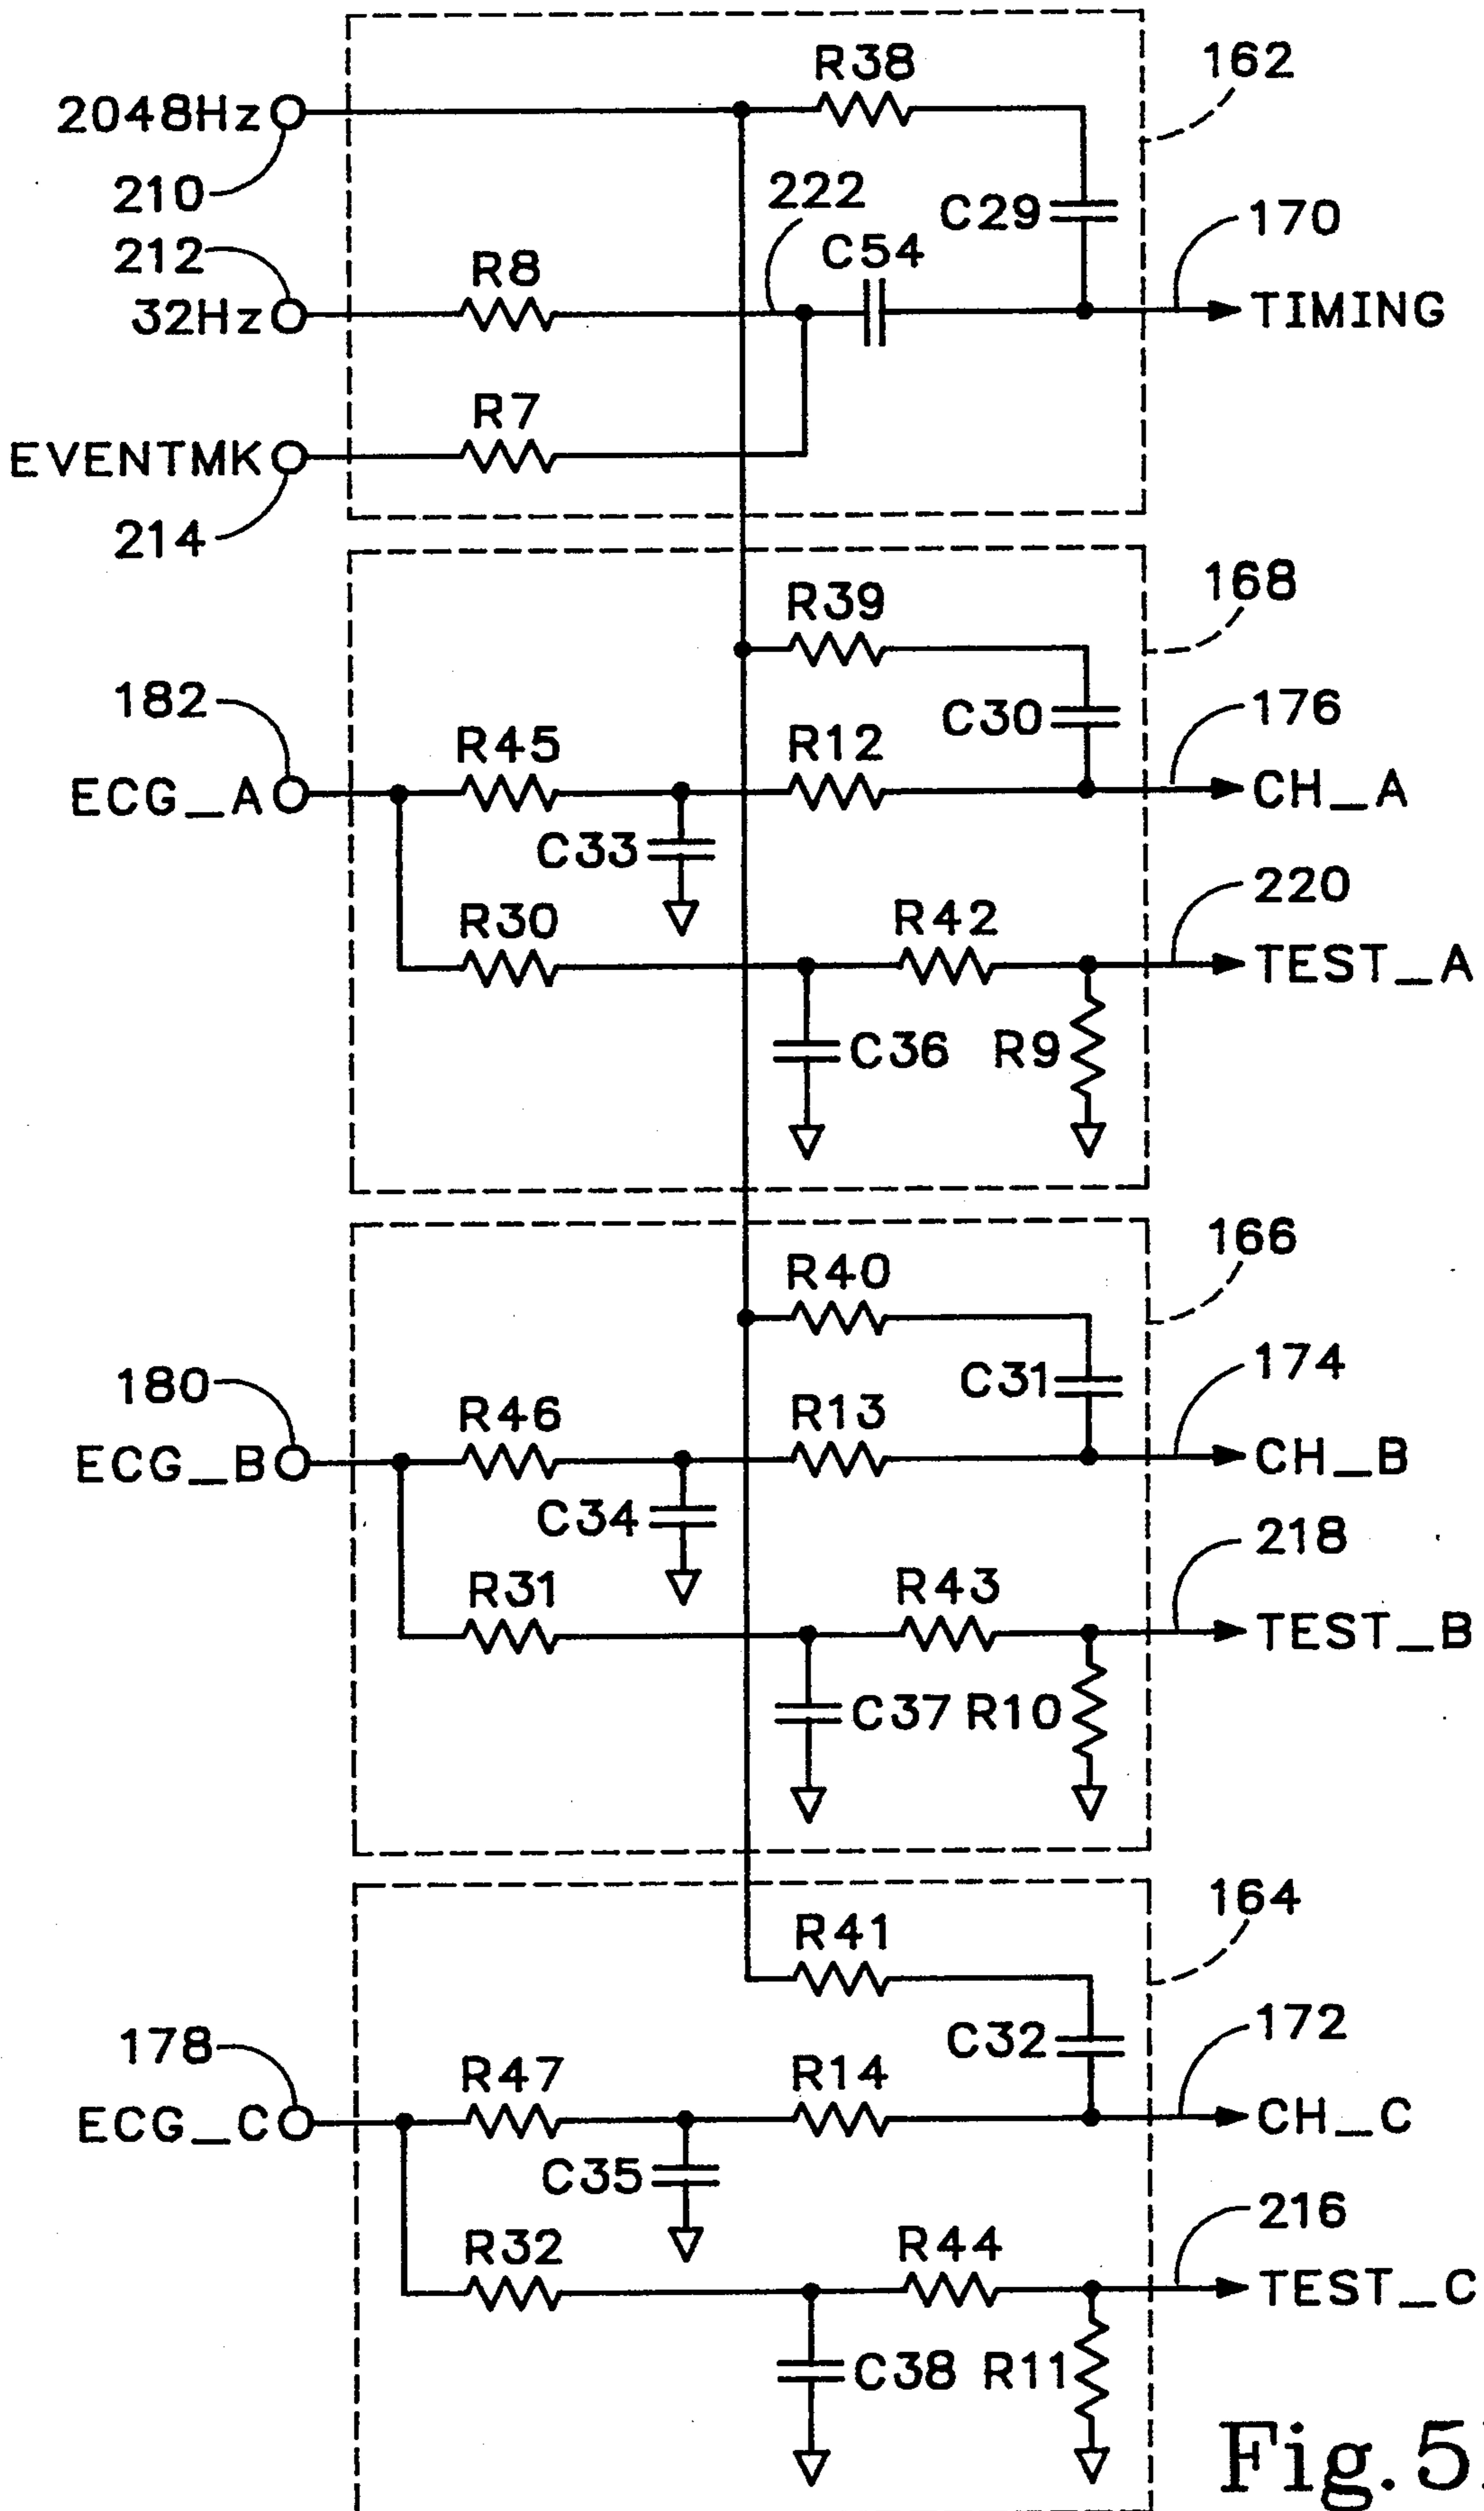 R38
162
2048Hz
210
222
C29
170
212
C54
R8
32Hz
TIMING
R7
EVENTMK
214
168
R39
182
C30
176
R45
R12
ECG_A
CH_A
C33
220
R30
R42
TEST_A
C36
R9
166
R40
180
C31
174
R46
R13
ECG_B
CH_B
C34
218
R31
R43
TEST_B
C37
R10
164
R41
178
C32
172
R47
R14
ECG_C
CH_C
C35
216
R32
R44
TEST_C
C38
R11
Fig. 5